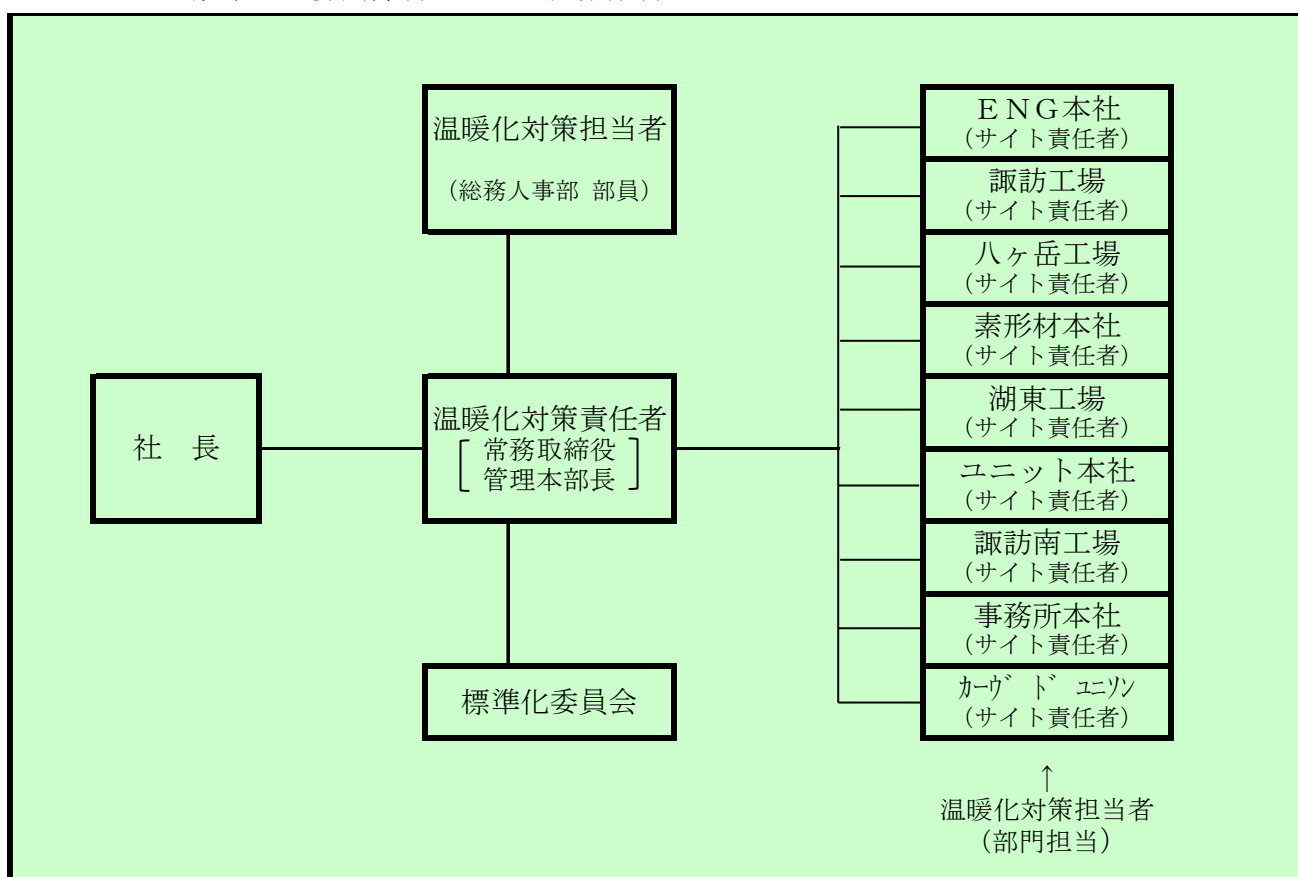 温暖化対策担当者
(総務人事部 部員)
社 長
温暖化対策責任者
常務取締役
管理本部長
標準化委員会
ENG本社
(サイト責任者)
諏訪工場
(サイト責任者)
八ヶ岳工場
(サイト責任者)
素形材本社
(サイト責任者)
湖東工場
(サイト責任者)
ユニット本社
(サイト責任者)
諏訪南工場
(サイト責任者)
事務所本社
(サイト責任者)
カーヴ ド ユニソン
(サイト責任者)
↑
温暖化対策担当者
(部門担当)